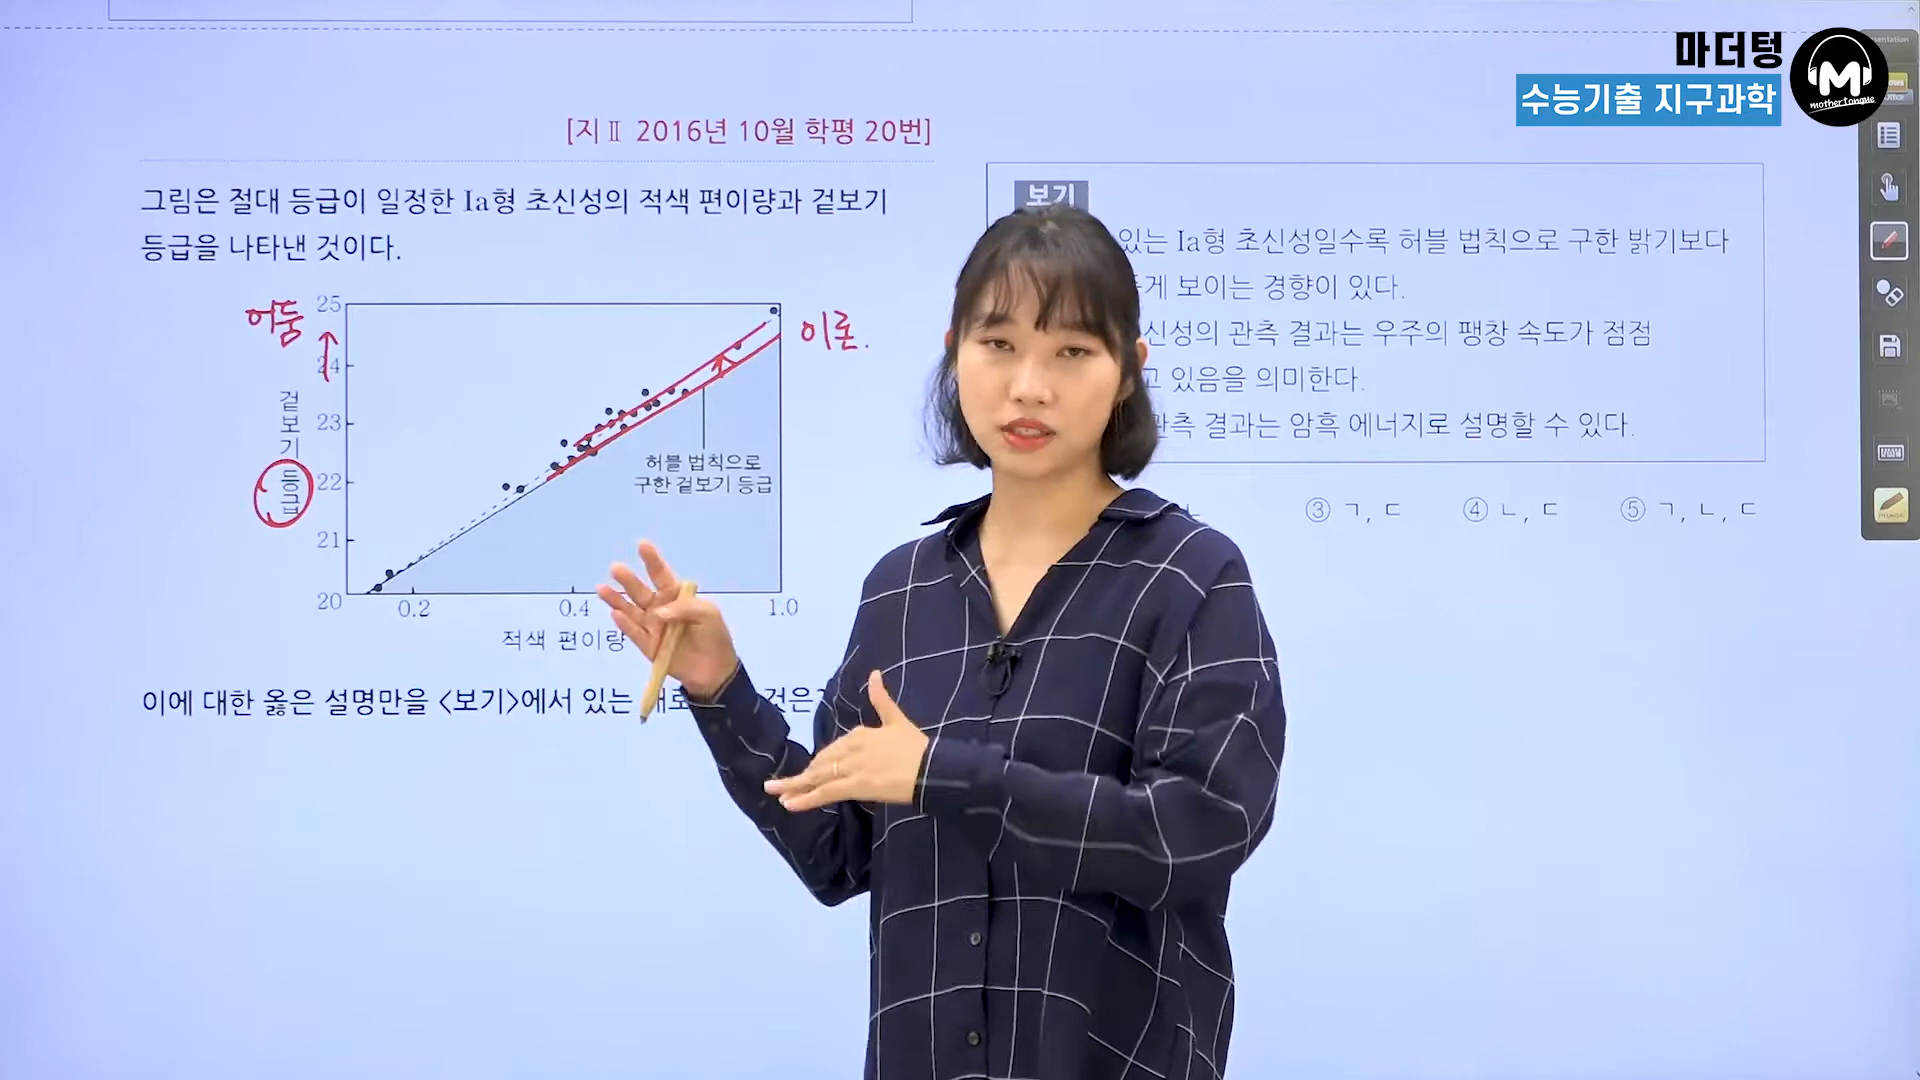 마더텅
수능기출 지구과학
M
mothertongue
[지Ⅱ 2016년 10월 학평 20번]
그림은 절대 등급이 일정한 Ia형 초신성의 적색 편이량과 겉보기
등급을 나타낸 것이다.
어둠
25
24
23
22
21
20
겉보기 등급
이론.
허블 법칙으로
구한 겉보기 등급
0.2
0.4
1.0
적색 편이량
이에 대한 옳은 설명만을 <보기>에서 있는
것은?
보기
있는 Ia형 초신성일수록 허블 법칙으로 구한 밝기보다
게 보이는 경향이 있다.
신성의 관측 결과는 우주의 팽창 속도가 점점
고 있음을 의미한다.
관측 결과는 암흑 에너지로 설명할 수 있다.
ㄴ
③ ㄱ, ㄷ
④ ㄴ, ㄷ
⑤ ㄱ, ㄴ, ㄷ